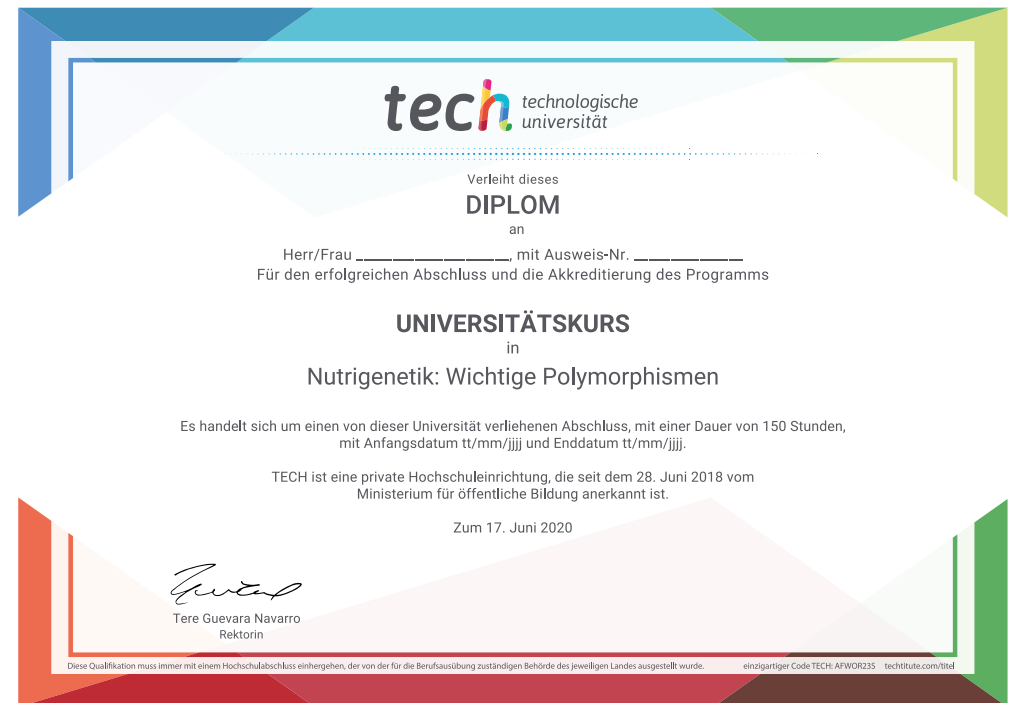 tech technologische
universität
Verleiht dieses
DIPLOM
an
Herr/Frau ____________________, mit Ausweis-Nr. ______________
Für den erfolgreichen Abschluss und die Akkreditierung des Programms
UNIVERSITÄTSKURS
in
Nutrigenetik: Wichtige Polymorphismen
Es handelt sich um einen von dieser Universität verliehenen Abschluss, mit einer Dauer von 150 Stunden,
mit Anfangsdatum tt/mm/jjjj und Enddatum tt/mm/jjjj.
TECH ist eine private Hochschuleinrichtung, die seit dem 28. Juni 2018 vom
Ministerium für öffentliche Bildung anerkannt ist.
Zum 17. Juni 2020
Tere Guevara Navarro
Rektorin
Diese Qualifikation muss immer mit einem Hochschulabschluss einhergehen, der von der für die Berufsausübung zuständigen Behörde des jeweiligen Landes ausgestellt wurde. einzigartiger Code TECH: AFWOR23S techtitute.com/titel